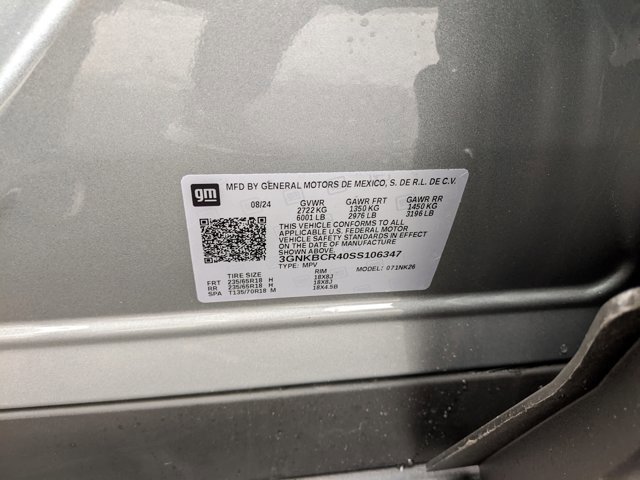 gm
MFD BY GENERAL MOTORS DE MEXICO, S. DE R.L. DE C.V.
08/24 GVWR GAWR FRT GAWR RR
2722 KG 1350 KG 1450 KG
6001 LB 2976 LB 3196 LB
THIS VEHICLE CONFORMS TO ALL
APPLICABLE U.S. FEDERAL MOTOR
VEHICLE SAFETY STANDARDS IN EFFECT
ON THE DATE OF MANUFACTURE
SHOWN ABOVE.
3GNKBCR40SS106347
TYPE: MPV MODEL: 071NK26
TIRE SIZE RIM
FRT 235/65R18 H 18X8J
RR 235/65R18 H 18X8J
SPA T135/70R18 M 18X4.5B